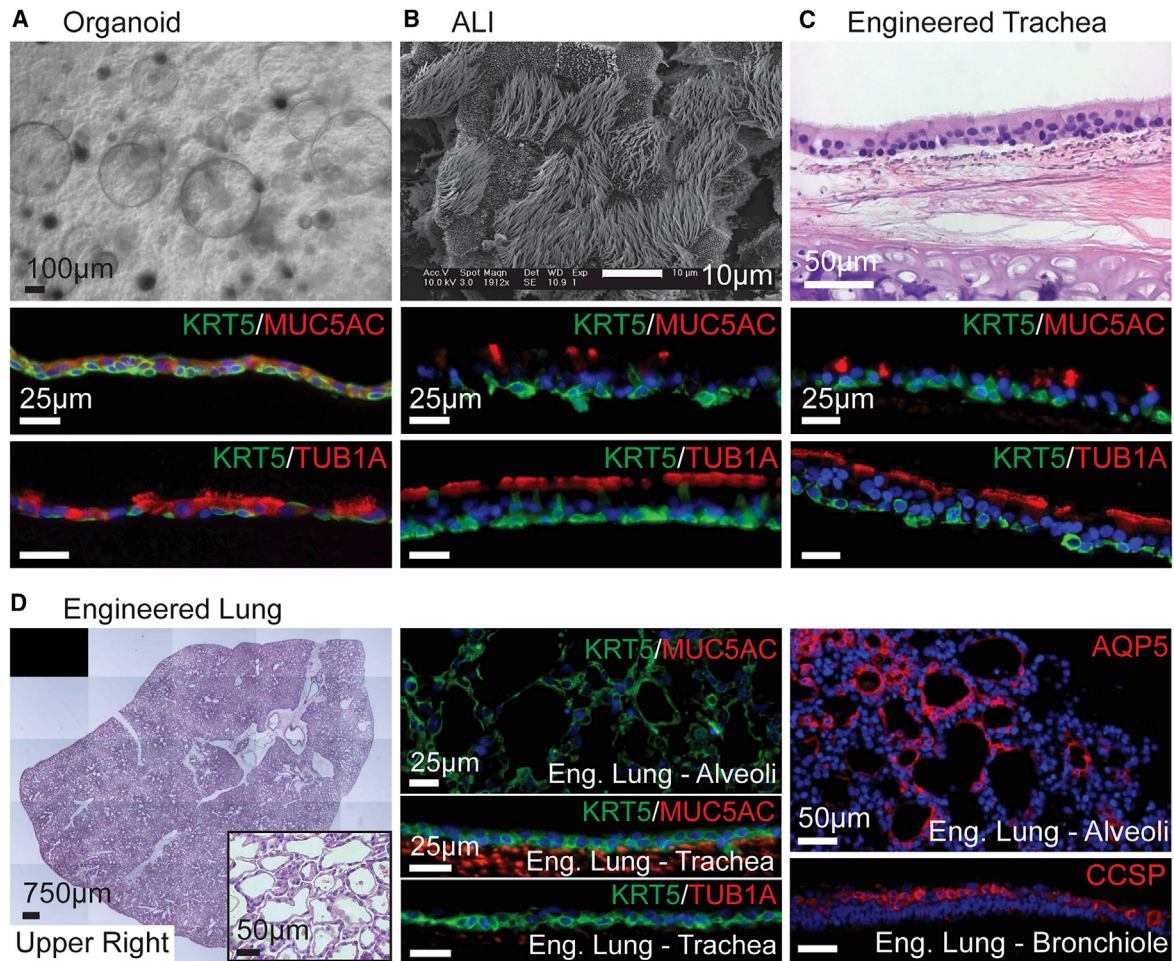 A Organoid
B ALI
C Engineered Trachea
100µm
Acc.V Spot Magn Det WD Exp
10.0 kV 3.0 1912x SE 10.9 1
10 µm
10µm
50µm
KRT5/MUC5AC
25µm
KRT5/MUC5AC
25µm
KRT5/MUC5AC
25µm
KRT5/TUB1A
KRT5/TUB1A
KRT5/TUB1A
D Engineered Lung
750µm
Upper Right
50µm
KRT5/MUC5AC
25µm
Eng. Lung - Alveoli
KRT5/MUC5AC
25µm
Eng. Lung - Trachea
KRT5/TUB1A
Eng. Lung - Trachea
AQP5
50µm
Eng. Lung - Alveoli
CCSP
Eng. Lung - Bronchiole